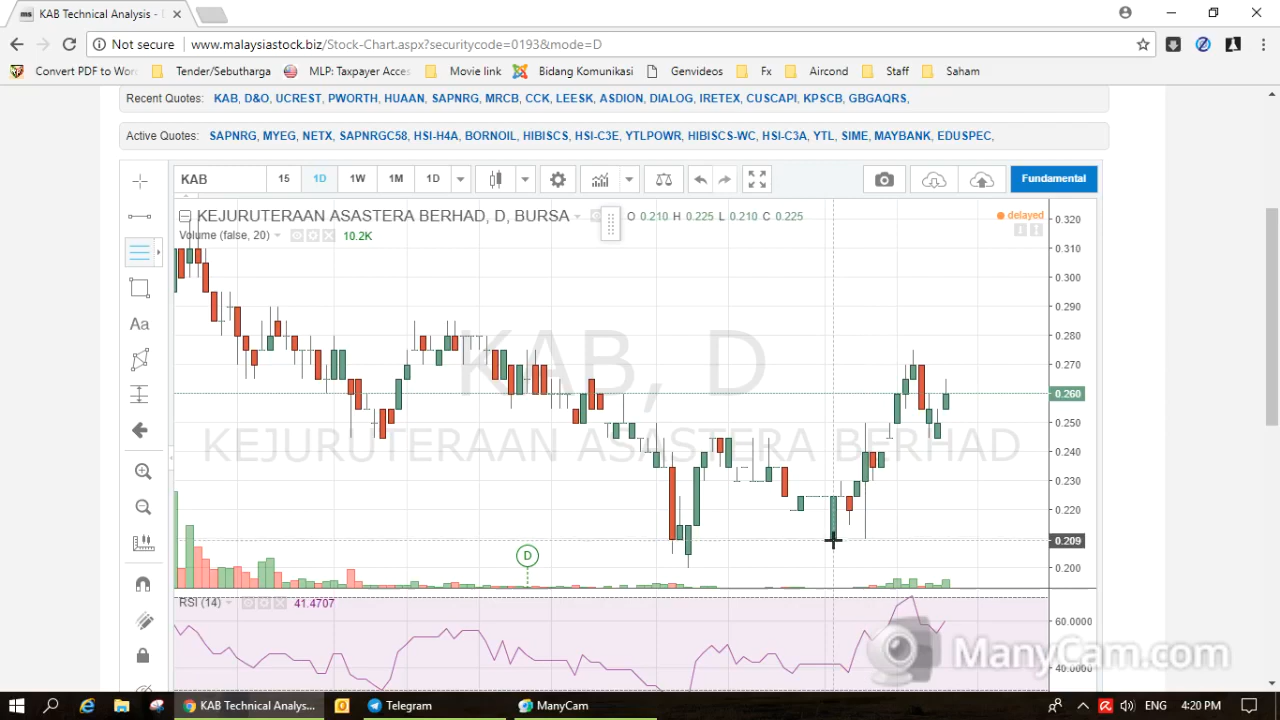 KAB Technical Analysis -
Not secure
www.malaysiastock.biz/Stock-Chart.aspx?securitycode=0193&mode=D
Convert PDF to Word
Tender/Sebutharga
MLP: Taxpayer Acces
Movie link
Bidang Komunikasi
Genvideos
Fx
Aircond
Staff
Saham
Recent Quotes: KAB, D&O, UCREST, PWORTH, HUAAN, SAPNRG, MRCB, CCK, LEESK, ASDION, DIALOG, IRETEX, CUSCAPI, KPSCB, GBGAQRS,
Active Quotes: SAPNRG, MYEG, NETX, SAPNRGC58, HSI-H4A, BORNOIL, HIBISCS, HSI-C3E, YTLPOWR, HIBISCS-WC, HSI-C3A, YTL, SIME, MAYBANK, EDUSPEC,
KAB 15 1D 1W 1M 1D Fundamental
KEJURUTERAAN ASASTERA BERHAD, D, BURSA O 0.210 H 0.225 L 0.210 C 0.225
delayed
Volume (false, 20) 10.2K
0.320
0.310
0.300
0.290
0.280
0.270
0.260
0.250
0.240
0.230
0.220
0.209
0.200
KAB, D
KEJURUTERAAN ASASTERA BERHAD
Aa
D
RSI (14) 41.4707
60.0000
40.0000
ManyCam.com
KAB Technical Analys...
Telegram
ManyCam
ENG
4:20 PM